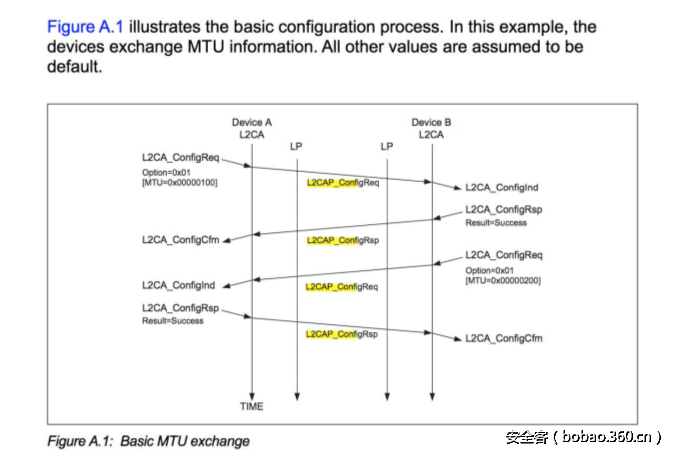 Figure A.1 illustrates the basic configuration process. In this example, the
devices exchange MTU information. All other values are assumed to be
default.
Device A
L2CA
Device B
L2CA
LP
LP
L2CA_ConfigReq
Option=0x01
[MTU=0x00000100]
L2CAP_ConfigReq
L2CA_ConfigInd
L2CA_ConfigRsp
Result=Success
L2CA_ConfigCfm
L2CAP_ConfigRsp
L2CA_ConfigReq
Option=0x01
[MTU=0x00000200]
L2CA_ConfigInd
L2CAP_ConfigReq
L2CA_ConfigRsp
Result=Success
L2CAP_ConfigRsp
L2CA_ConfigCfm
TIME
Figure A.1: Basic MTU exchange
安全客（bobao.360.cn）